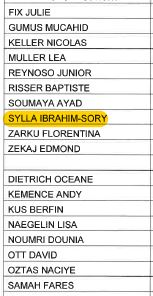 FIX JULIE
GUMUS MUCAHID
KELLER NICOLAS
MULLER LEA
REYNOSO JUNIOR
RISSER BAPTISTE
SOUMAYA AYAD
SYLLA IBRAHIM-SORY
ZARKU FLORENTINA
ZEKAJ EDMOND
DIETRICH OCEANE
KEMENCE ANDY
KUS BERFIN
NAEGELIN LISA
NOUMRI DOUNIA
OTT DAVID
OZTAS NACIYE
SAMAH FARES